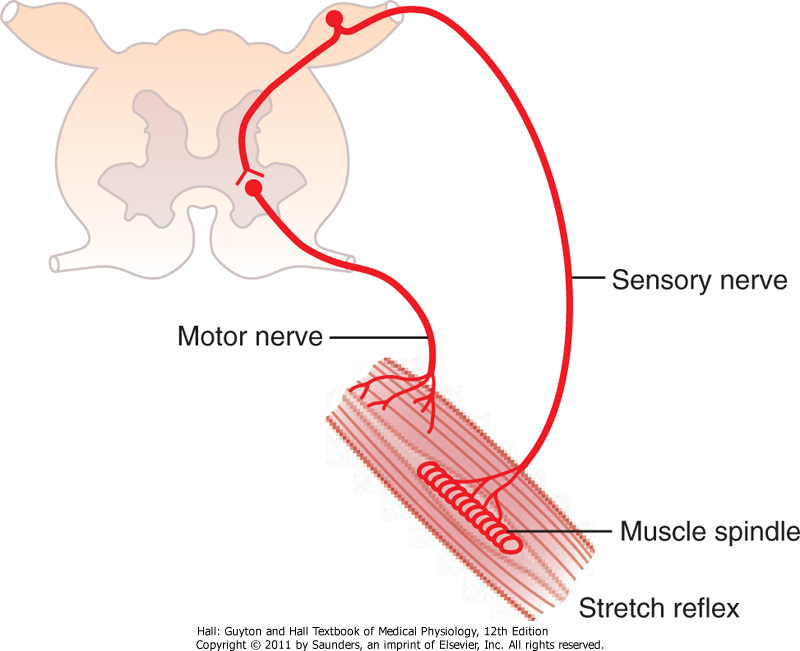 Sensory nerve
Motor nerve
Muscle spindle
Stretch reflex
Hall: Guyton and Hall Textbook of Medical Physiology, 12th Edition
Copyright © 2011 by Saunders, an imprint of Elsevier, Inc. All rights reserved.